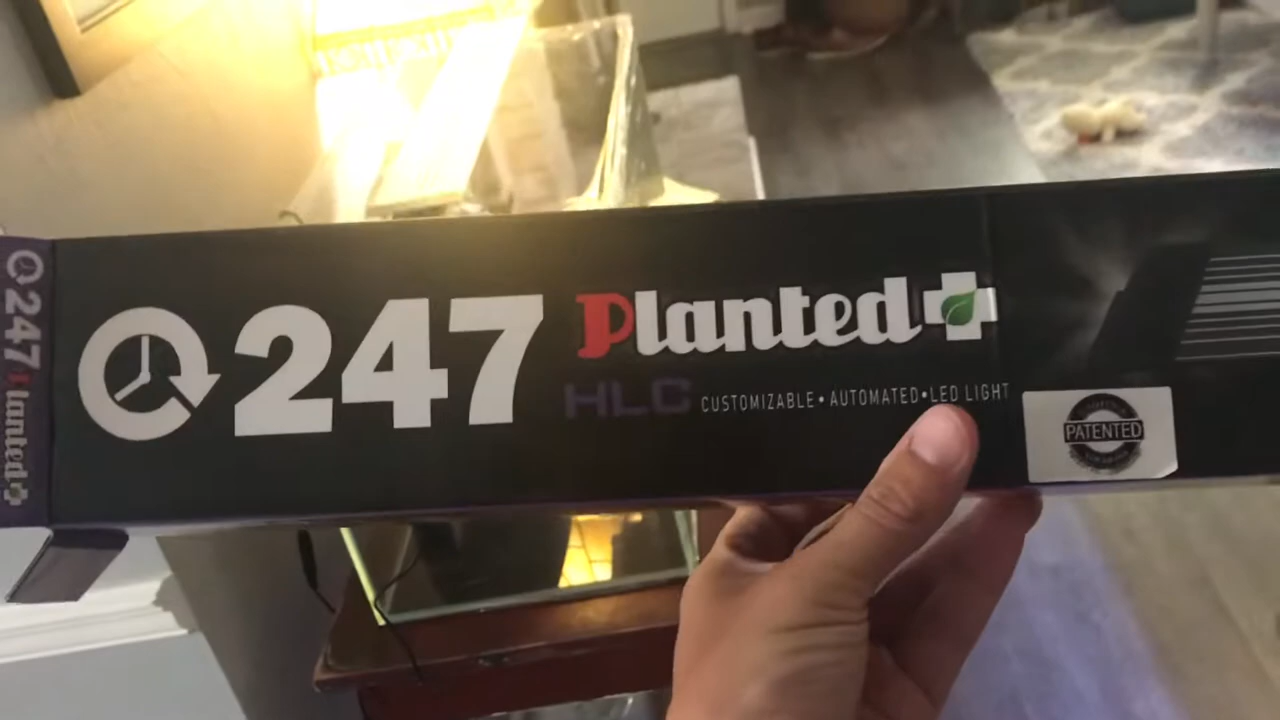 247 Planted
247 Planted
HLC CUSTOMIZABLE • AUTOMATED • LED LIGHT
PATENTED